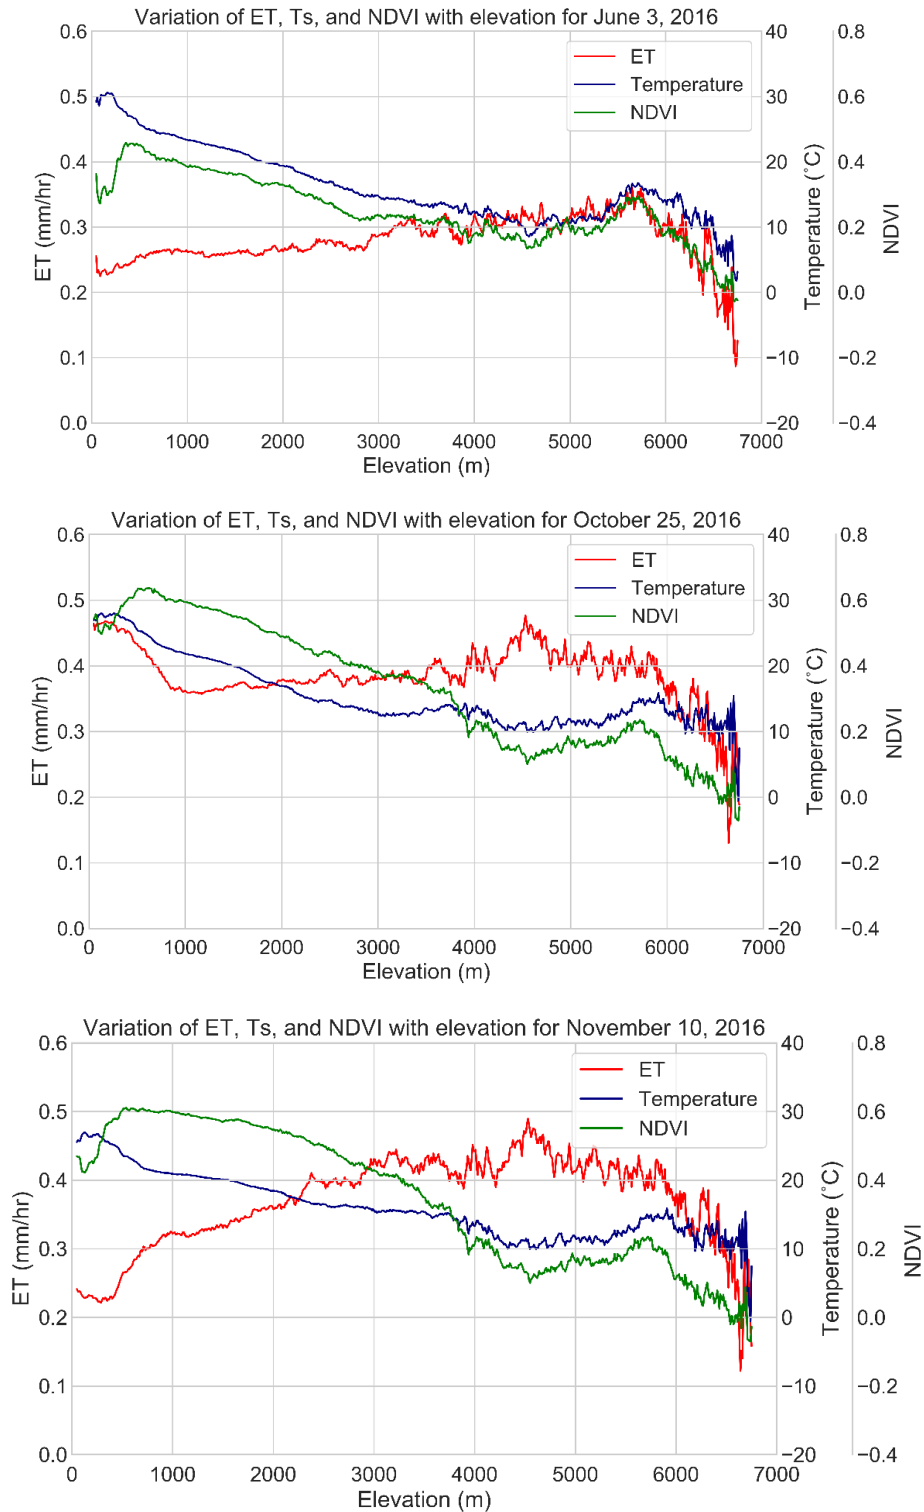 Variation of ET, Ts, and NDVI with elevation for June 3, 2016
0.6 40 0.8
ET
Temperature
NDVI
0.5 30 0.6
0.4 20 0.4
0.3 10 0.2
0.2 0 0.0
0.1 −10 −0.2
0.0 −20 −0.4
ET (mm/hr)
Temperature (˚C)
NDVI
0 1000 2000 3000 4000 5000 6000 7000
Elevation (m)
Variation of ET, Ts, and NDVI with elevation for October 25, 2016
0.6 40 0.8
ET
Temperature
NDVI
0.5 30 0.6
0.4 20 0.4
0.3 10 0.2
0.2 0 0.0
0.1 −10 −0.2
0.0 −20 −0.4
ET (mm/hr)
Temperature (˚C)
NDVI
0 1000 2000 3000 4000 5000 6000 7000
Elevation (m)
Variation of ET, Ts, and NDVI with elevation for November 10, 2016
0.6 40 0.8
ET
Temperature
NDVI
0.5 30 0.6
0.4 20 0.4
0.3 10 0.2
0.2 0 0.0
0.1 −10 −0.2
0.0 −20 −0.4
ET (mm/hr)
Temperature (˚C)
NDVI
0 1000 2000 3000 4000 5000 6000 7000
Elevation (m)